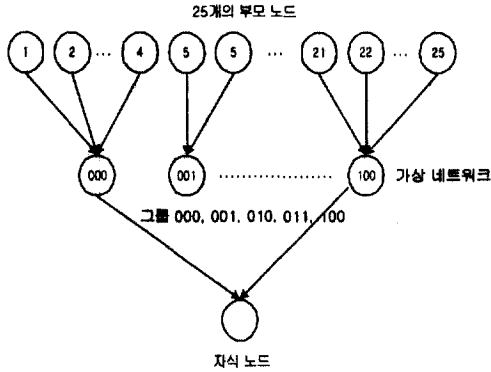 25개의 부모 노드
1 2 ... 4 5 5 ... 21 22 ... 25
000 001 .................... 100 가상 네트워크
그룹 000, 001, 010, 011, 100
자식 노드